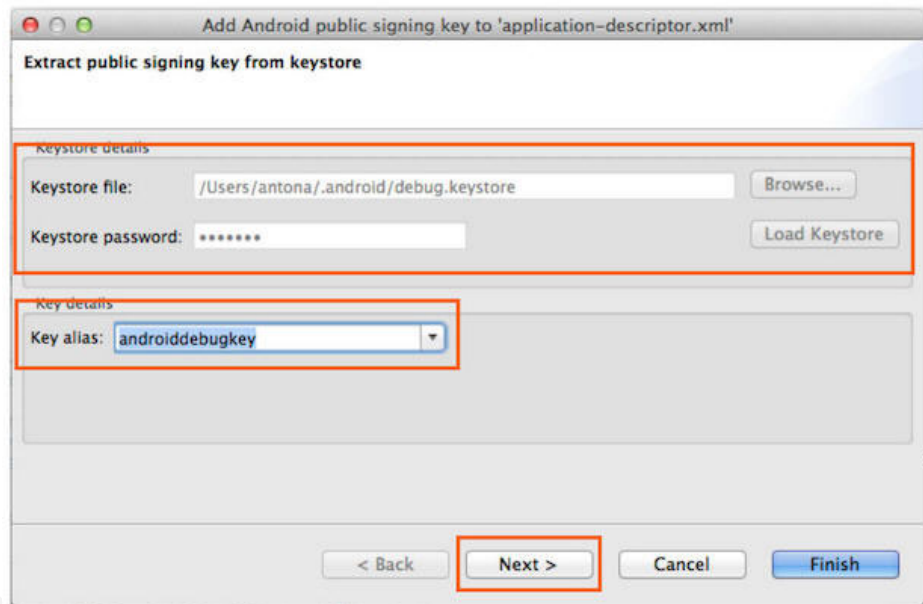 Add Android public signing key to 'application-descriptor.xml'
Extract public signing key from keystore
Keystore details
Keystore file: /Users/antona/.android/debug.keystore Browse...
Keystore password: ••••••• Load Keystore
Key details
Key alias: androiddebugkey
< Back Next > Cancel Finish